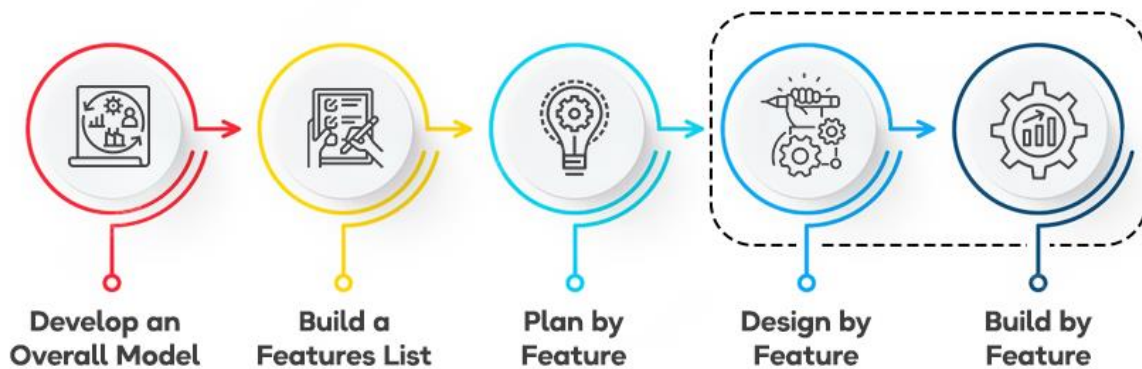 Develop an
Overall Model
Build a
Features List
Plan by
Feature
Design by
Feature
Build by
Feature